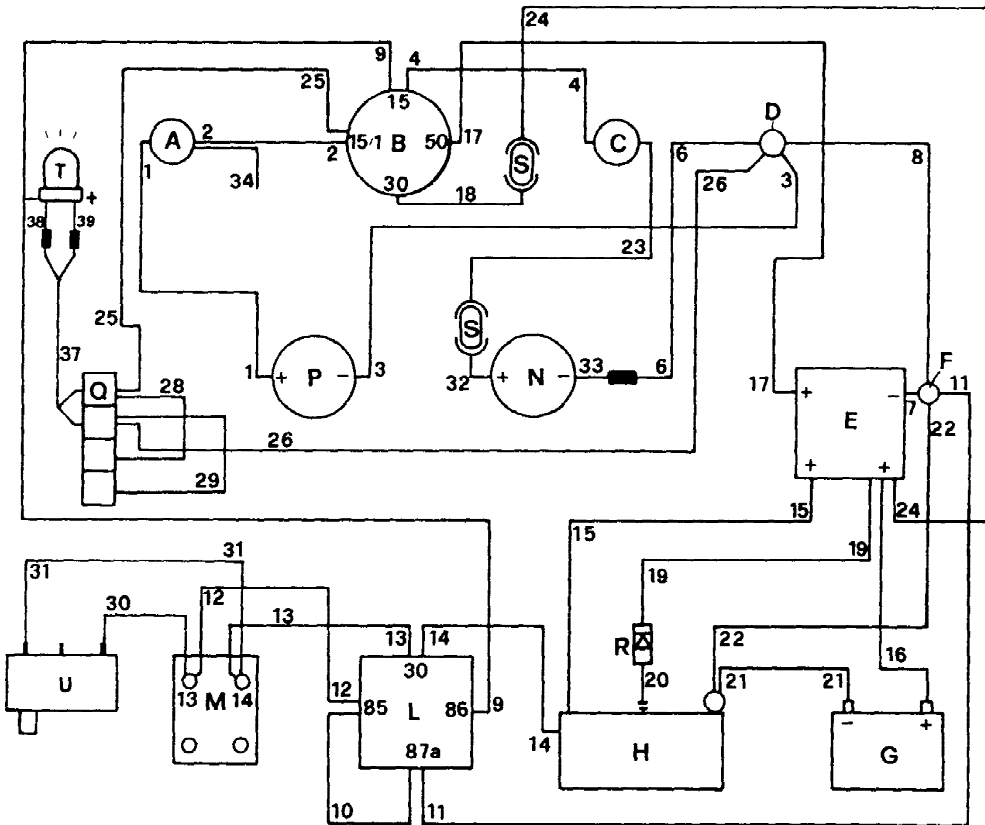 24
9 4
25 4
15
D
T A 2 15/1 B 50 17 C 6 8
1 2 S 26 3
34 30
18
+
38 39
23
25
S
37
F
1 + P - 3 32 + N - 33 6 17 + - 11
Q 28 7
E 22
26
+ +
29
15 24
15
31 19
31 19
12
30 13 13 14 22
R 16
30
U 13 M 14 12 20 21 21
85 L 86 9
- +
14 H G
87a
10 11